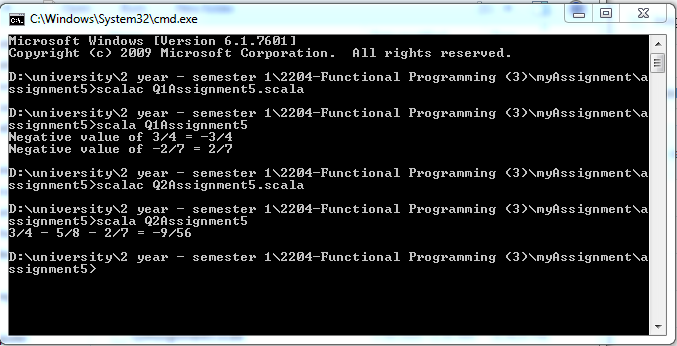 C:\Windows\System32\cmd.exe
Microsoft Windows [Version 6.1.7601]
Copyright (c) 2009 Microsoft Corporation.  All rights reserved.
D:\university\2 year - semester 1\2204-Functional Programming (3)\myAssignment\a
ssignment5>scalac Q1Assignment5.scala
D:\university\2 year - semester 1\2204-Functional Programming (3)\myAssignment\a
ssignment5>scala Q1Assignment5
Negative value of 3/4 = -3/4
Negative value of -2/7 = 2/7
D:\university\2 year - semester 1\2204-Functional Programming (3)\myAssignment\a
ssignment5>scalac Q2Assignment5.scala
D:\university\2 year - semester 1\2204-Functional Programming (3)\myAssignment\a
ssignment5>scala Q2Assignment5
3/4 - 5/8 - 2/7 = -9/56
D:\university\2 year - semester 1\2204-Functional Programming (3)\myAssignment\a
ssignment5>